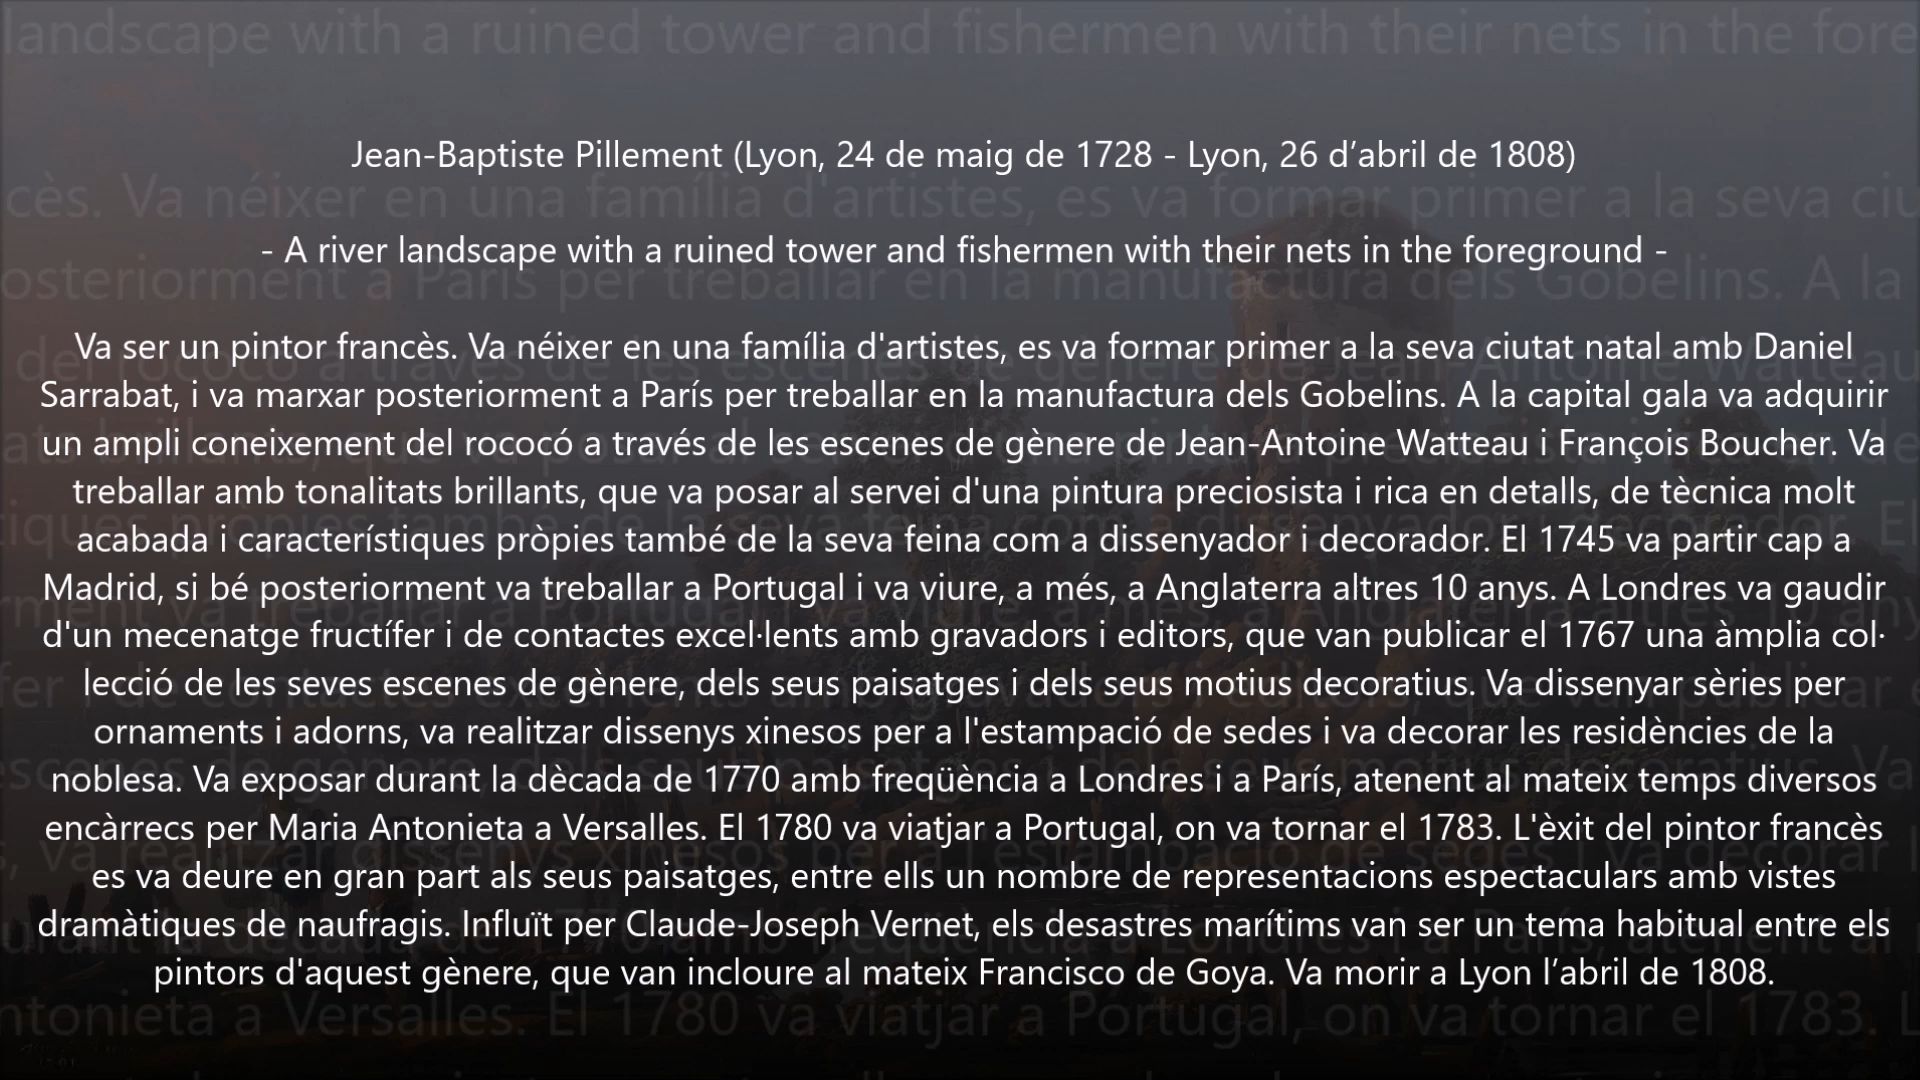 Jean-Baptiste Pillement (Lyon, 24 de maig de 1728 - Lyon, 26 d’abril de 1808)
- A river landscape with a ruined tower and fishermen with their nets in the foreground -
Va ser un pintor francès. Va néixer en una família d'artistes, es va formar primer a la seva ciutat natal amb Daniel
Sarrabat, i va marxar posteriorment a París per treballar en la manufactura dels Gobelins. A la capital gala va adquirir
un ampli coneixement del rococó a través de les escenes de gènere de Jean-Antoine Watteau i François Boucher. Va
treballar amb tonalitats brillants, que va posar al servei d'una pintura preciosista i rica en detalls, de tècnica molt
acabada i característiques pròpies també de la seva feina com a dissenyador i decorador. El 1745 va partir cap a
Madrid, si bé posteriorment va treballar a Portugal i va viure, a més, a Anglaterra altres 10 anys. A Londres va gaudir
d'un mecenatge fructífer i de contactes excel·lents amb gravadors i editors, que van publicar el 1767 una àmplia col·
lecció de les seves escenes de gènere, dels seus paisatges i dels seus motius decoratius. Va dissenyar sèries per
ornaments i adorns, va realitzar dissenys xinesos per a l'estampació de sedes i va decorar les residències de la
noblesa. Va exposar durant la dècada de 1770 amb freqüència a Londres i a París, atenent al mateix temps diversos
encàrrecs per Maria Antonieta a Versalles. El 1780 va viatjar a Portugal, on va tornar el 1783. L'èxit del pintor francès
es va deure en gran part als seus paisatges, entre ells un nombre de representacions espectaculars amb vistes
dramàtiques de naufragis. Influït per Claude-Joseph Vernet, els desastres marítims van ser un tema habitual entre els
pintors d'aquest gènere, que van incloure al mateix Francisco de Goya. Va morir a Lyon l’abril de 1808.